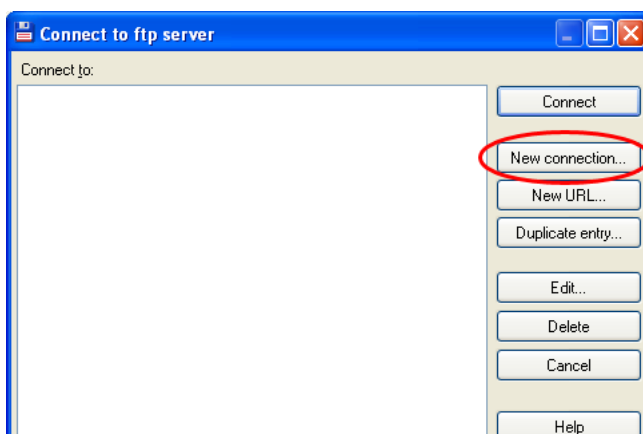 Connect to ftp server
Connect to:
Connect
New connection...
New URL...
Duplicate entry...
Edit...
Delete
Cancel
Help